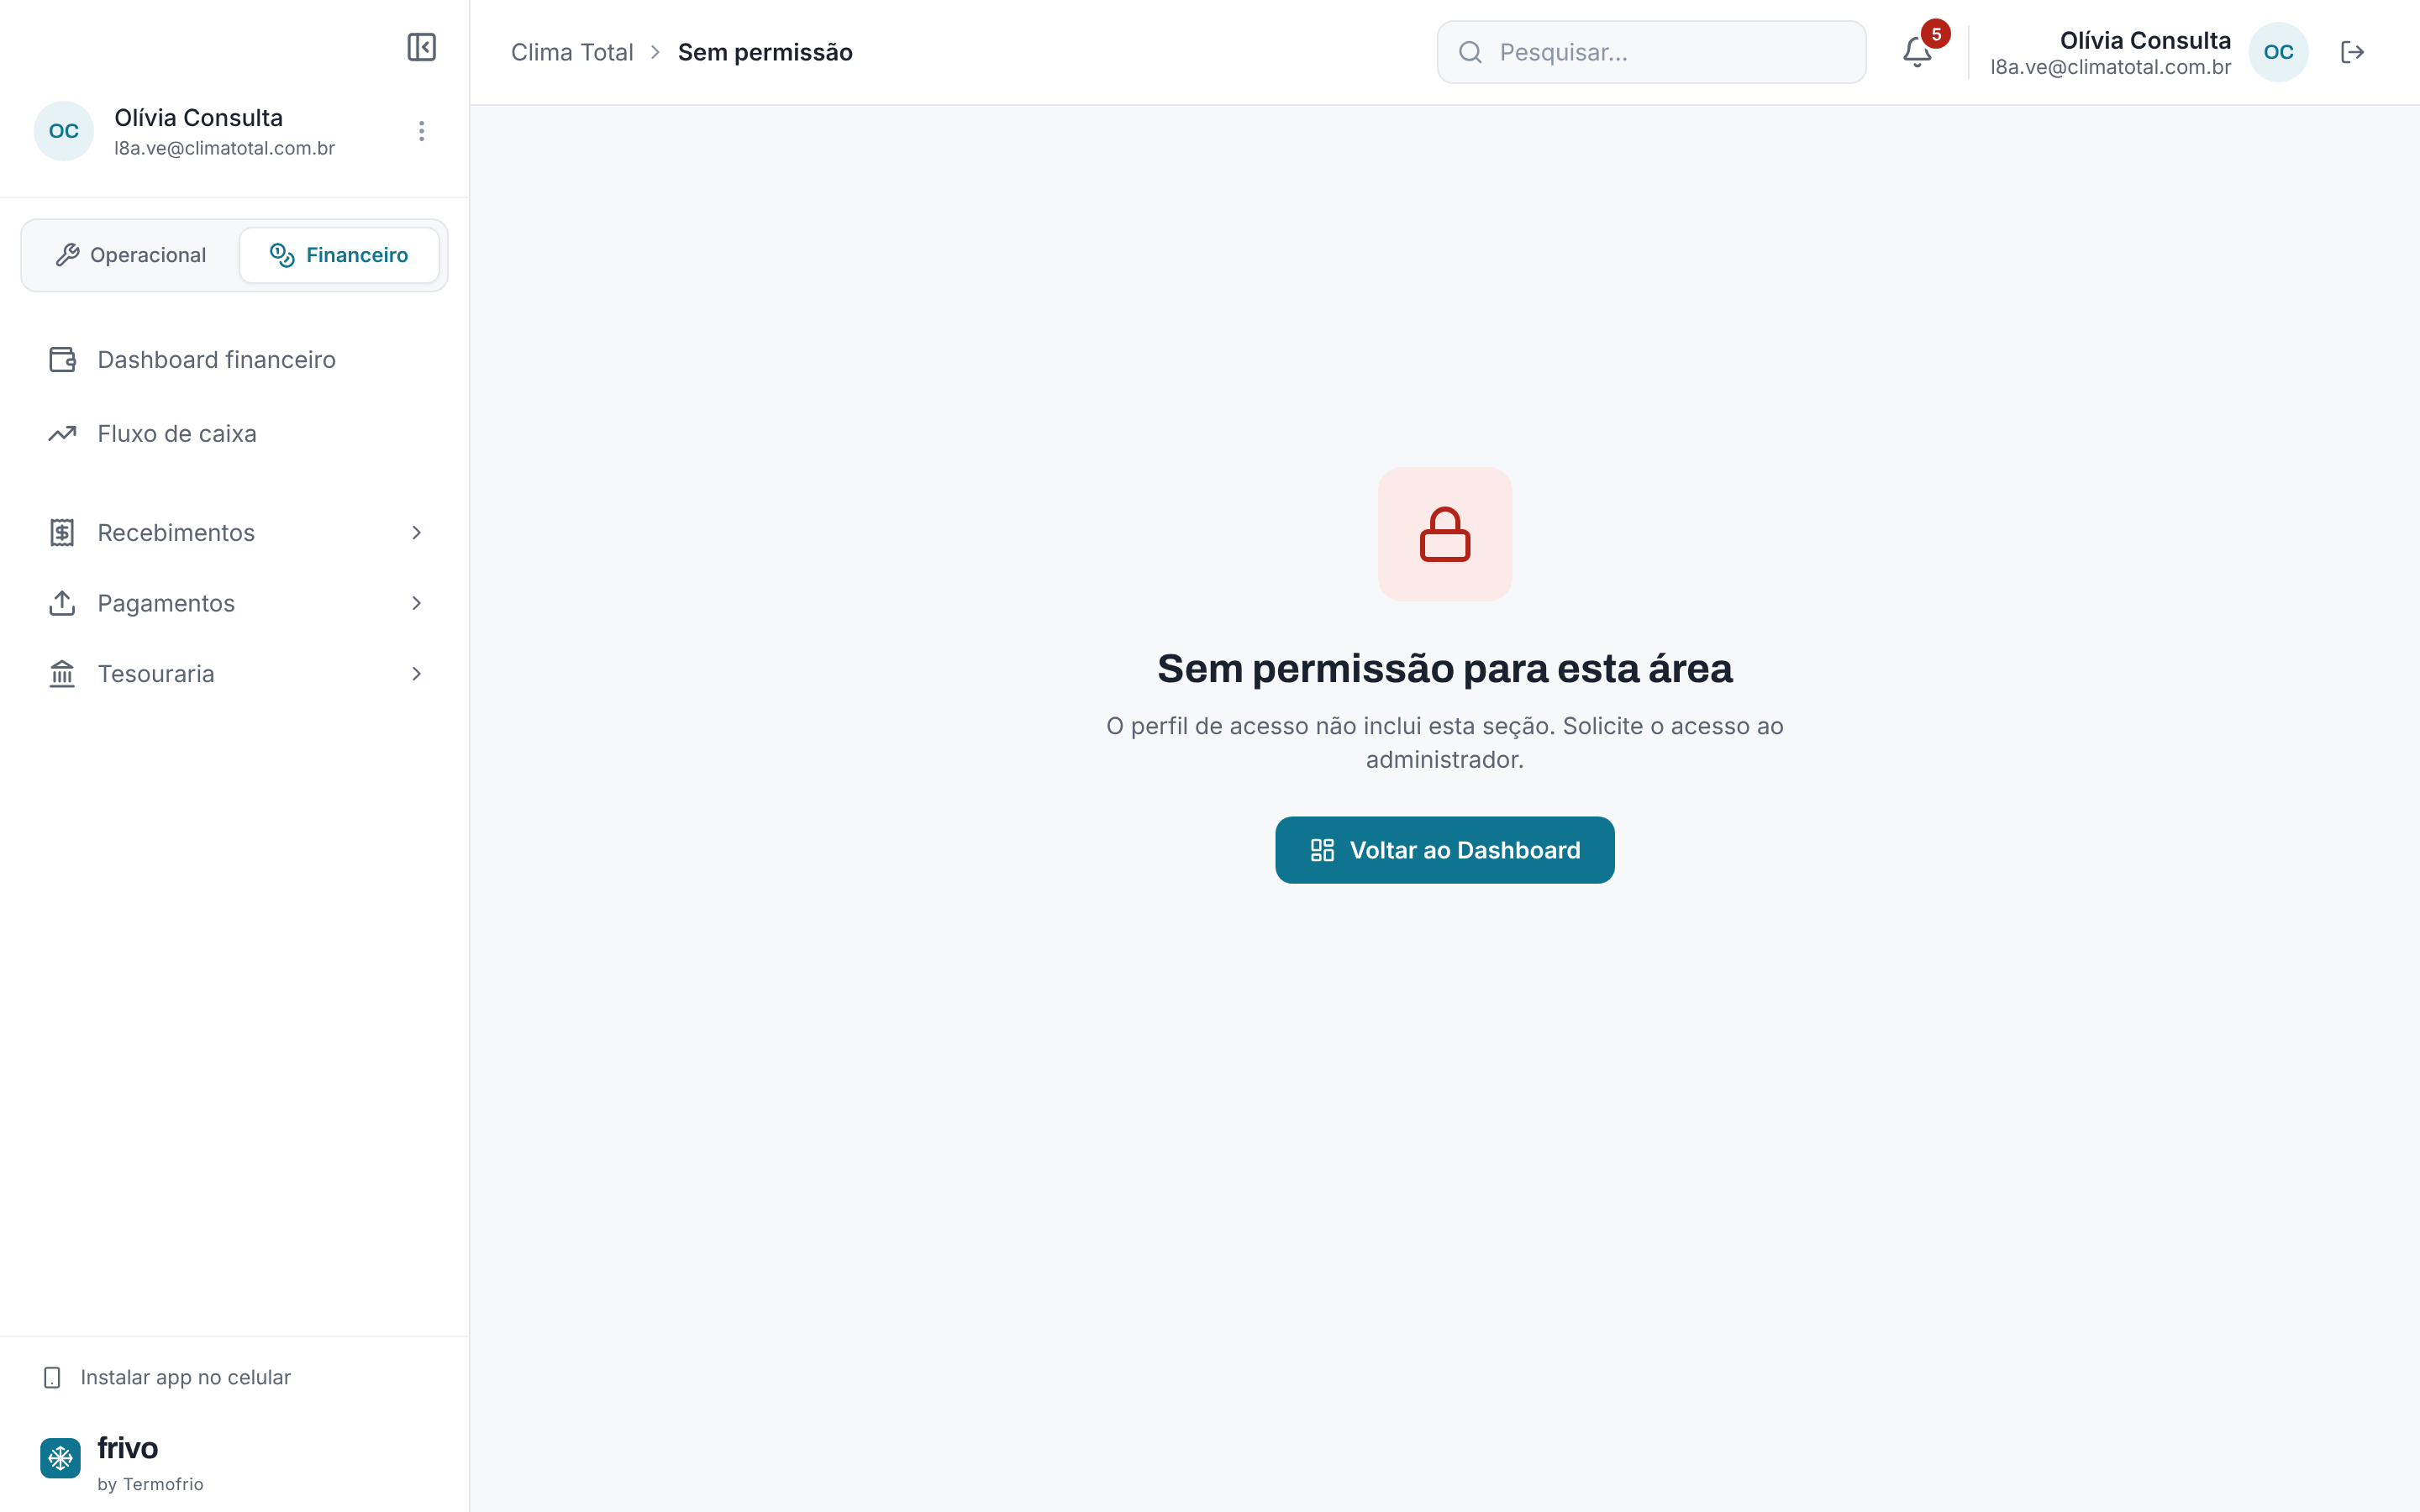 Olívia Consulta
l8a.ve@climatotal.com.br
Operacional
Financeiro
Dashboard financeiro
Fluxo de caixa
Recebimentos
Pagamentos
Tesouraria
Instalar app no celular
frivo
by Termofrio
Clima Total
Sem permissão
Pesquisar...
5
Olívia Consulta
l8a.ve@climatotal.com.br
OC
OC
Sem permissão para esta área
O perfil de acesso não inclui esta seção. Solicite o acesso ao
administrador.
Voltar ao Dashboard